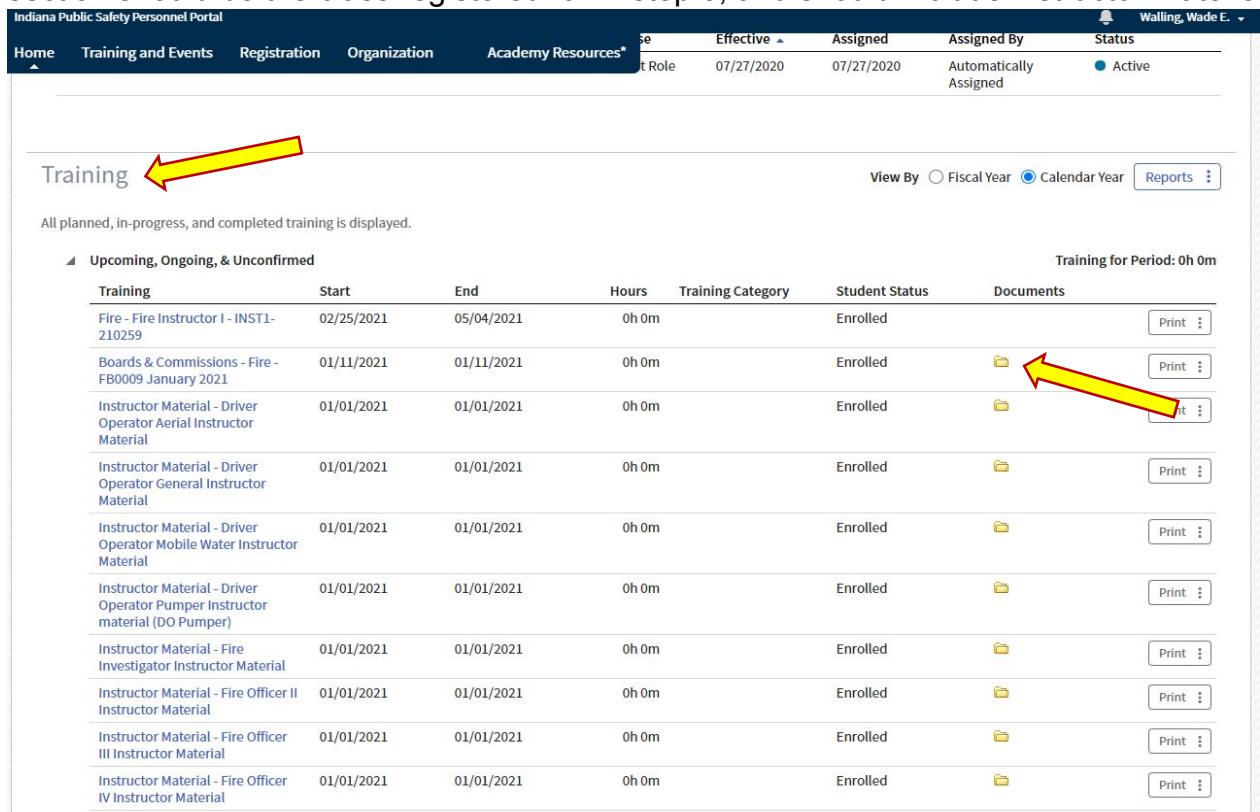 Indiana Public Safety Personnel Portal Walling, Wade E.
Home Training and Events Registration Organization Academy Resources*
Effective Assigned Assigned By Status
t Role 07/27/2020 07/27/2020 Automatically Active
Assigned
Training View By Fiscal Year Calendar Year Reports
All planned, in-progress, and completed training is displayed.
Upcoming, Ongoing, & Unconfirmed Training for Period: 0h 0m
Training Start End Hours Training Category Student Status Documents
Fire - Fire Instructor I - INST1- 02/25/2021 05/04/2021 0h 0m Enrolled Print
210259
Boards & Commissions - Fire - 01/11/2021 01/11/2021 0h 0m Enrolled Print
FB0009 January 2021
Instructor Material - Driver 01/01/2021 01/01/2021 0h 0m Enrolled
Operator Aerial Instructor
Material
Instructor Material - Driver 01/01/2021 01/01/2021 0h 0m Enrolled Print
Operator General Instructor
Material
Instructor Material - Driver 01/01/2021 01/01/2021 0h 0m Enrolled Print
Operator Mobile Water Instructor
Material
Instructor Material - Driver 01/01/2021 01/01/2021 0h 0m Enrolled Print
Operator Pumper Instructor
material (DO Pumper)
Instructor Material - Fire 01/01/2021 01/01/2021 0h 0m Enrolled Print
Investigator Instructor Material
Instructor Material - Fire Officer II 01/01/2021 01/01/2021 0h 0m Enrolled Print
Instructor Material
Instructor Material - Fire Officer 01/01/2021 01/01/2021 0h 0m Enrolled Print
III Instructor Material
Instructor Material - Fire Officer 01/01/2021 01/01/2021 0h 0m Enrolled Print
IV Instructor Material